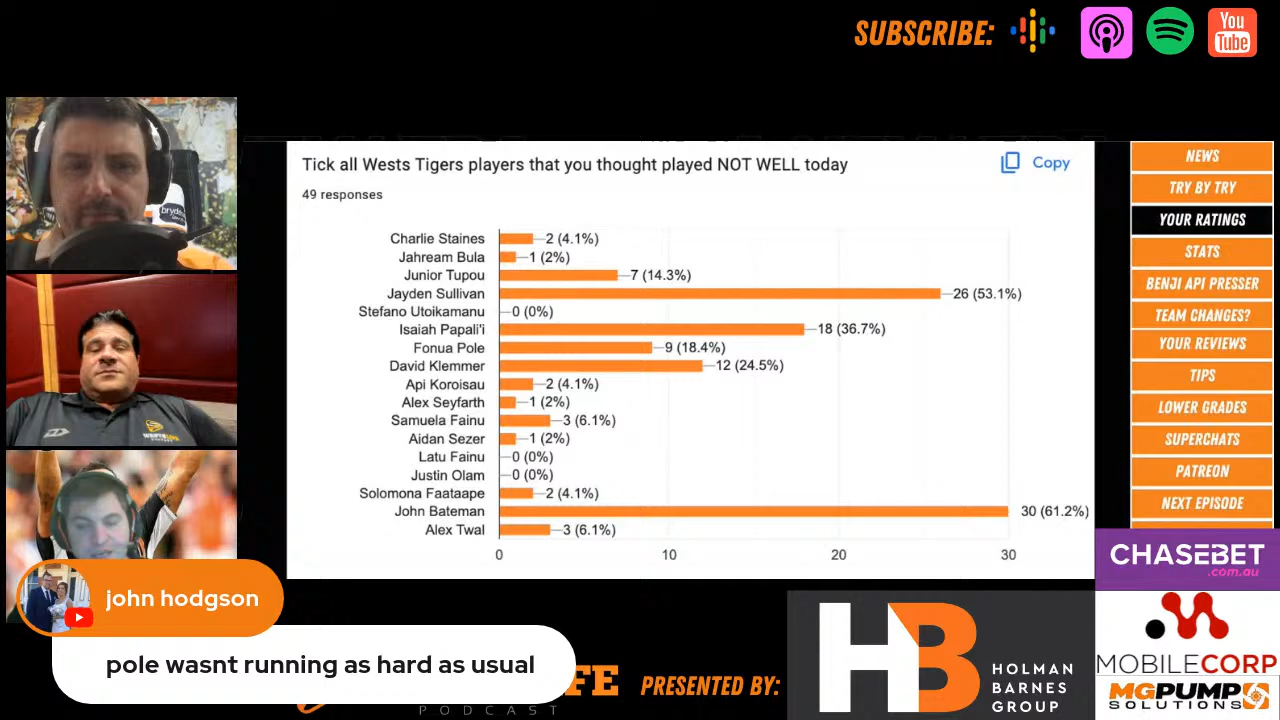 SUBSCRIBE:
You
Tube
Tick all Wests Tigers players that you thought played NOT WELL today
Copy
49 responses
Charlie Staines 2 (4.1%)
Jahream Bula 1 (2%)
Junior Tupou 7 (14.3%)
Jayden Sullivan 26 (53.1%)
Stefano Utoikamanu 0 (0%)
Isaiah Papali'i 18 (36.7%)
Fonua Pole 9 (18.4%)
David Klemmer 12 (24.5%)
Api Koroisau 2 (4.1%)
Alex Seyfarth 1 (2%)
Samuela Fainu 3 (6.1%)
Aidan Sezer 1 (2%)
Latu Fainu 0 (0%)
Justin Olam 0 (0%)
Solomona Faataape 2 (4.1%)
John Bateman 30 (61.2%)
Alex Twal 3 (6.1%)
0 10 20 30
NEWS
TRY BY TRY
YOUR RATINGS
STATS
BENJI API PRESSER
TEAM CHANGES?
YOUR REVIEWS
TIPS
LOWER GRADES
SUPERCHATS
PATREON
NEXT EPISODE
john hodgson
pole wasnt running as hard as usual
PODCAST
PRESENTED BY:
HB
HOLMAN
BARNES
GROUP
CHASEBET
.com.au
MOBILECORP
MGPUMP
SOLUTIONS